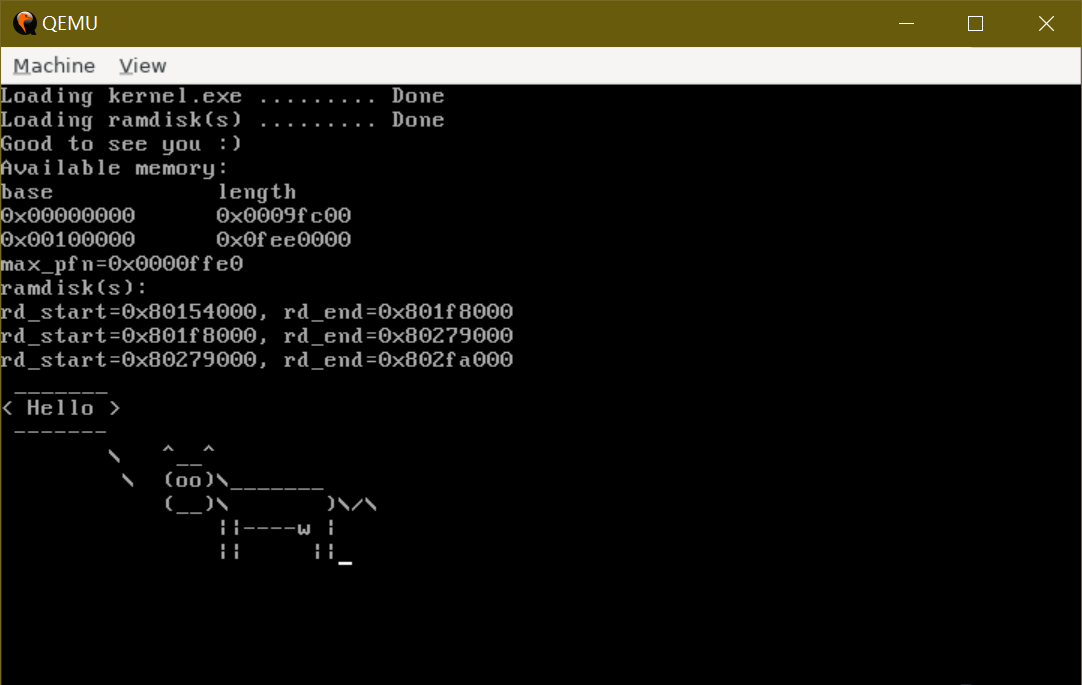 QEMU
Machine View
Loading kernel.exe ......... Done
Loading ramdisk(s) ......... Done
Good to see you :)
Available memory:
base            length
0x00000000      0x0009fc00
0x00100000      0x0fee0000
max_pfn=0x0000ffe0
ramdisk(s):
rd_start=0x80154000, rd_end=0x801f8000
rd_start=0x801f8000, rd_end=0x80279000
rd_start=0x80279000, rd_end=0x802fa000
 _______
< Hello >
 -------
        \   ^__^
         \  (oo)\_______
            (__)\       )\/\
                ||----w |
                ||     ||_